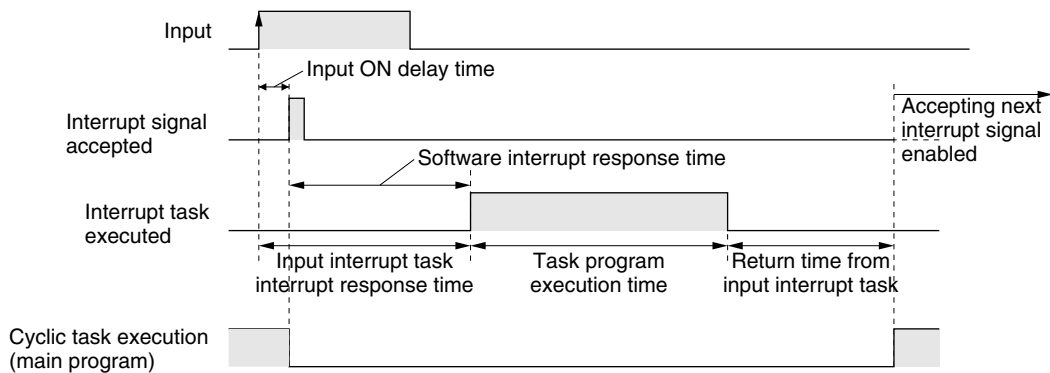 Input
Input ON delay time
Interrupt signal
accepted
Accepting next
interrupt signal
enabled
Software interrupt response time
Interrupt task
executed
Input interrupt task
interrupt response time
Task program
execution time
Return time from
input interrupt task
Cyclic task execution
(main program)